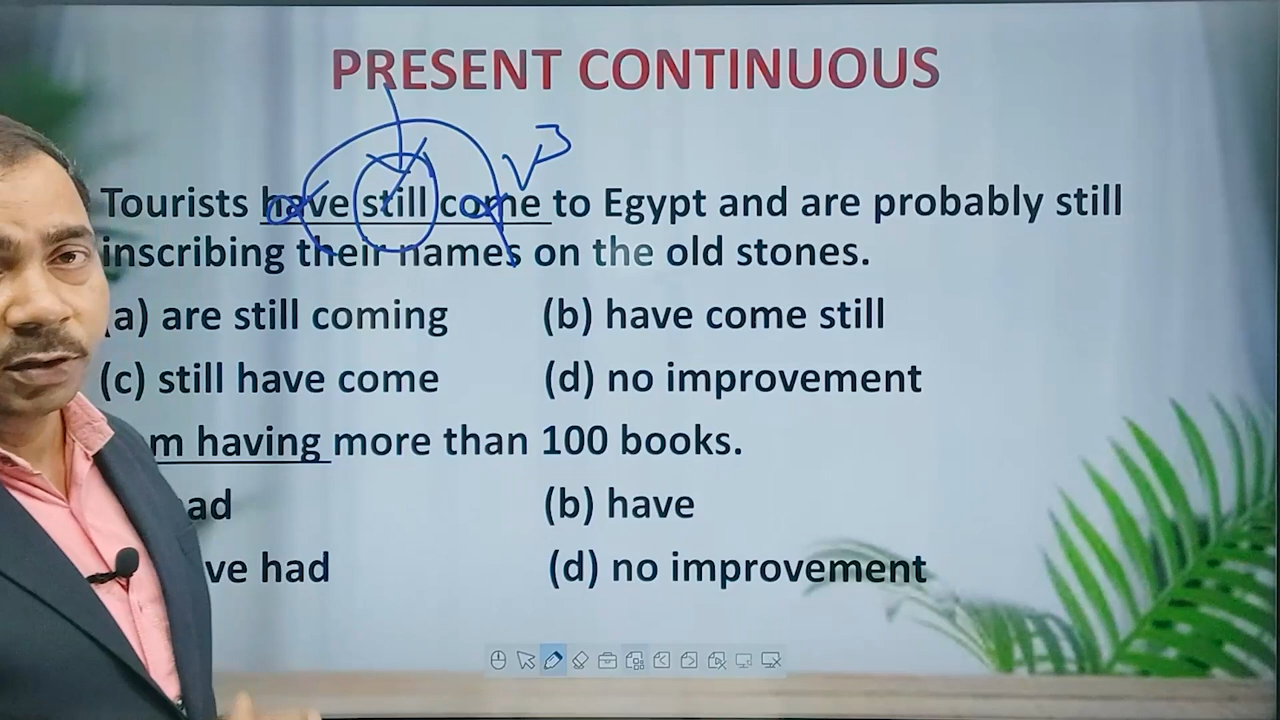 PRESENT CONTINUOUS
V3
Tourists have still come to Egypt and are probably still
inscribing their names on the old stones.
(a) are still coming (b) have come still
(c) still have come (d) no improvement
m having more than 100 books.
ad (b) have
ve had (d) no improvement